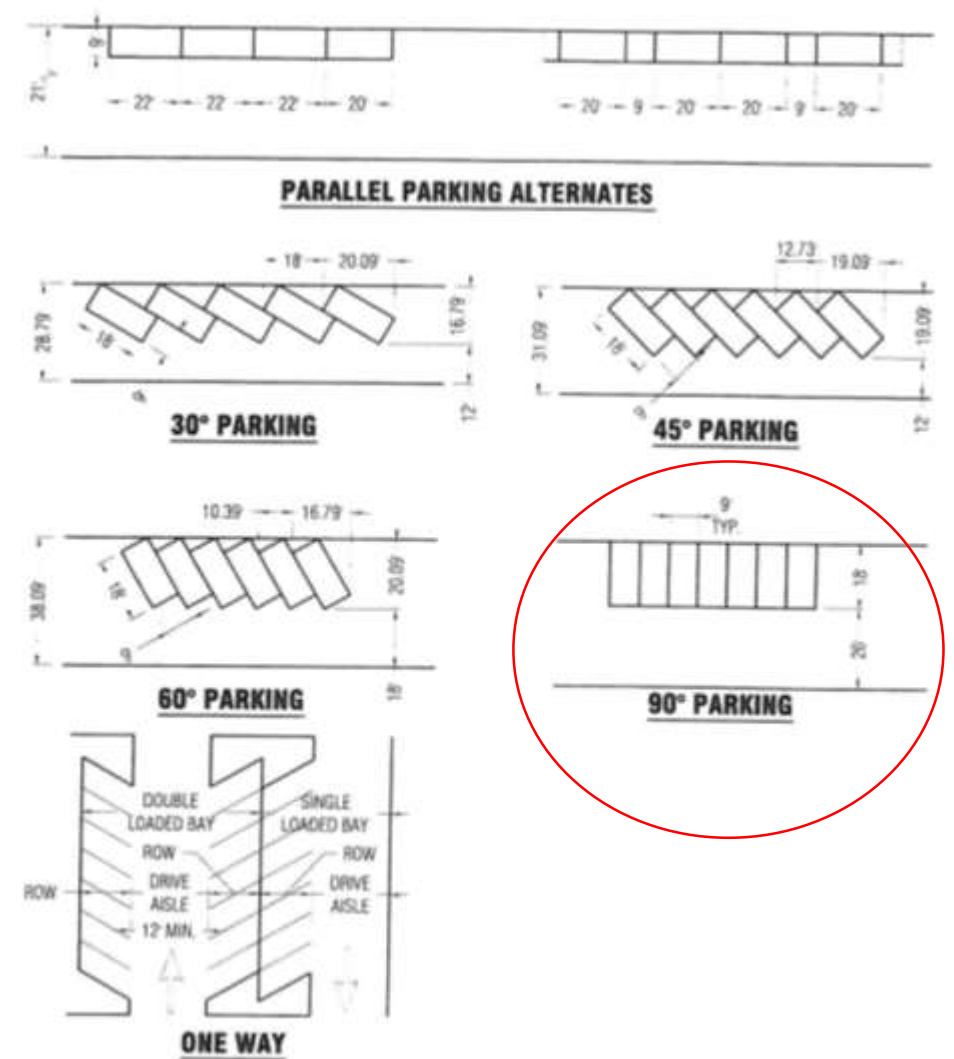 9'
21'
22' 22' 22' 20' 20' 9' 20' 20' 9' 20'
PARALLEL PARKING ALTERNATES
18' 20.09'
28.79'
16.79'
18'
9'
12'
30° PARKING
12.73' 19.09'
31.09'
19.09'
18'
9'
12'
45° PARKING
10.39' 16.79'
38.09'
20.09'
18'
9'
18'
60° PARKING
9'
TYP.
18'
90° PARKING
DOUBLE
LOADED BAY
SINGLE
LOADED BAY
ROW
ROW
ROW
DRIVE
AISLE
DRIVE
AISLE
12' MIN.
ONE WAY